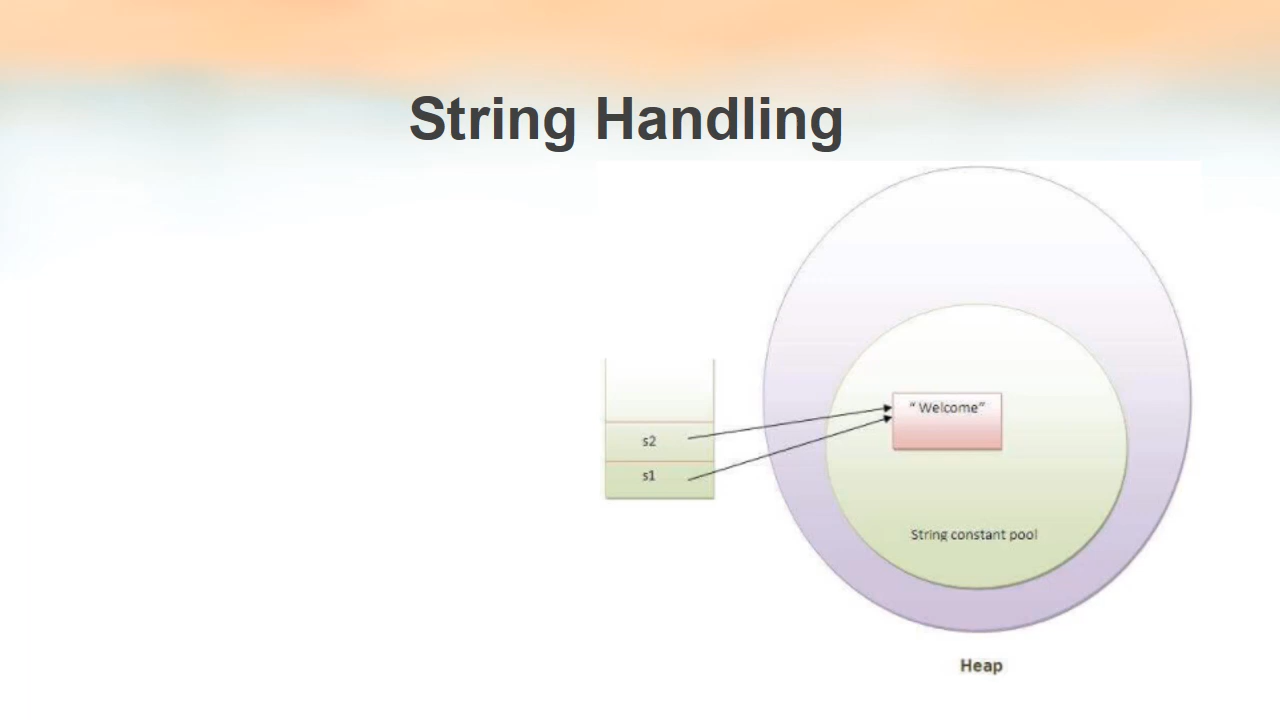 String Handling
“ Welcome”
s2
s1
String constant pool
Heap